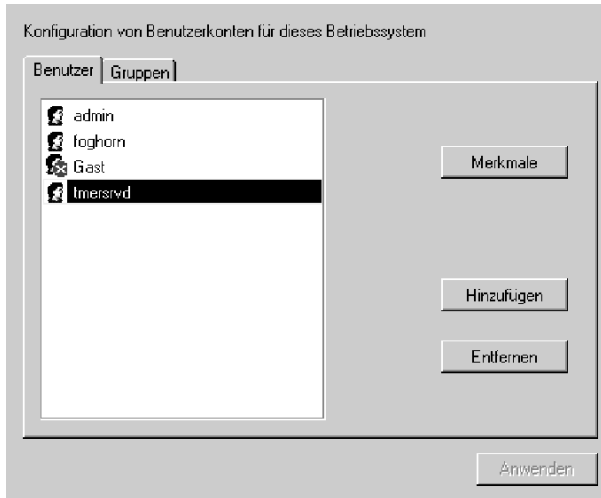 Konfiguration von Benutzerkonten für dieses Betriebssystem
Benutzer Gruppen
admin
foghorn
Gast
tmersrvd
Merkmale
Hinzufügen
Entfernen
Anwenden